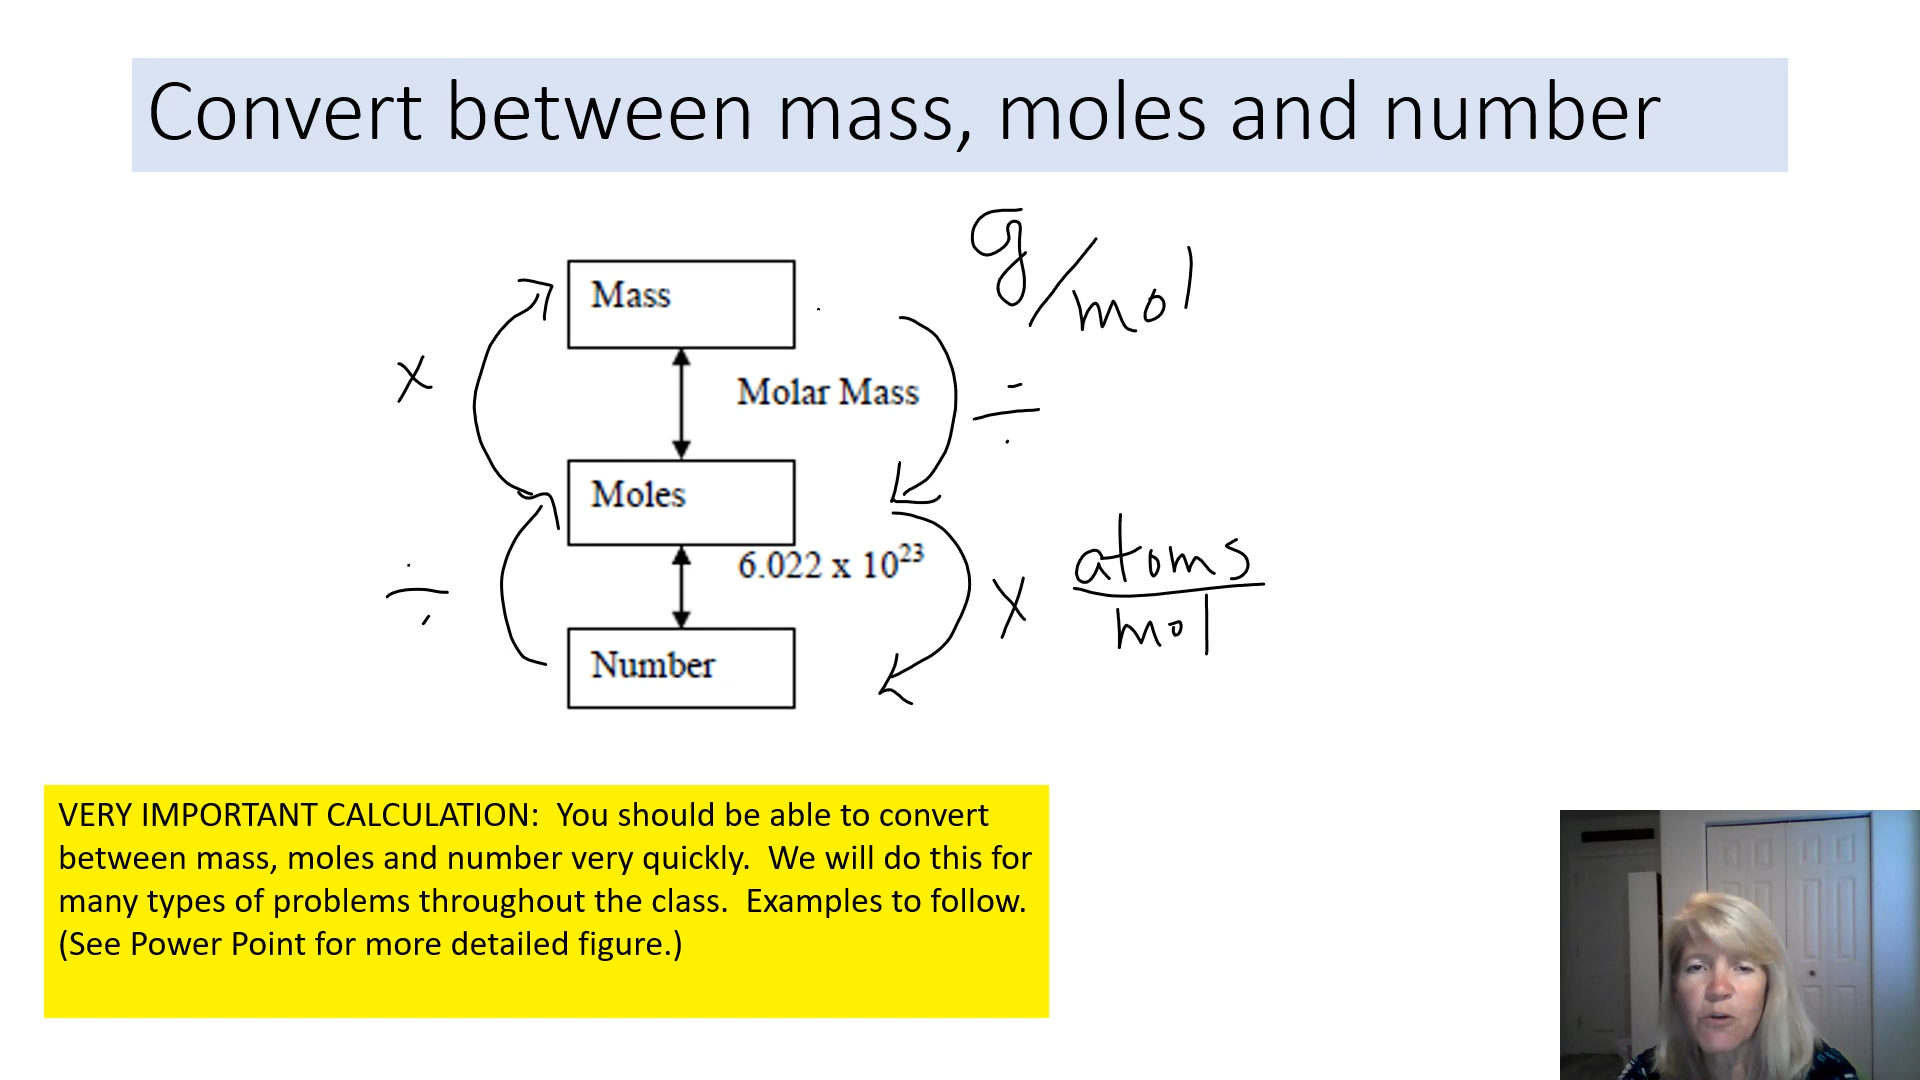 Convert between mass, moles and number
g/mol
Mass
x
Molar Mass
÷
Moles
6.022 x 10²³
÷
x
atoms
mol
Number
VERY IMPORTANT CALCULATION:  You should be able to convert
between mass, moles and number very quickly.  We will do this for
many types of problems throughout the class.  Examples to follow.
(See Power Point for more detailed figure.)